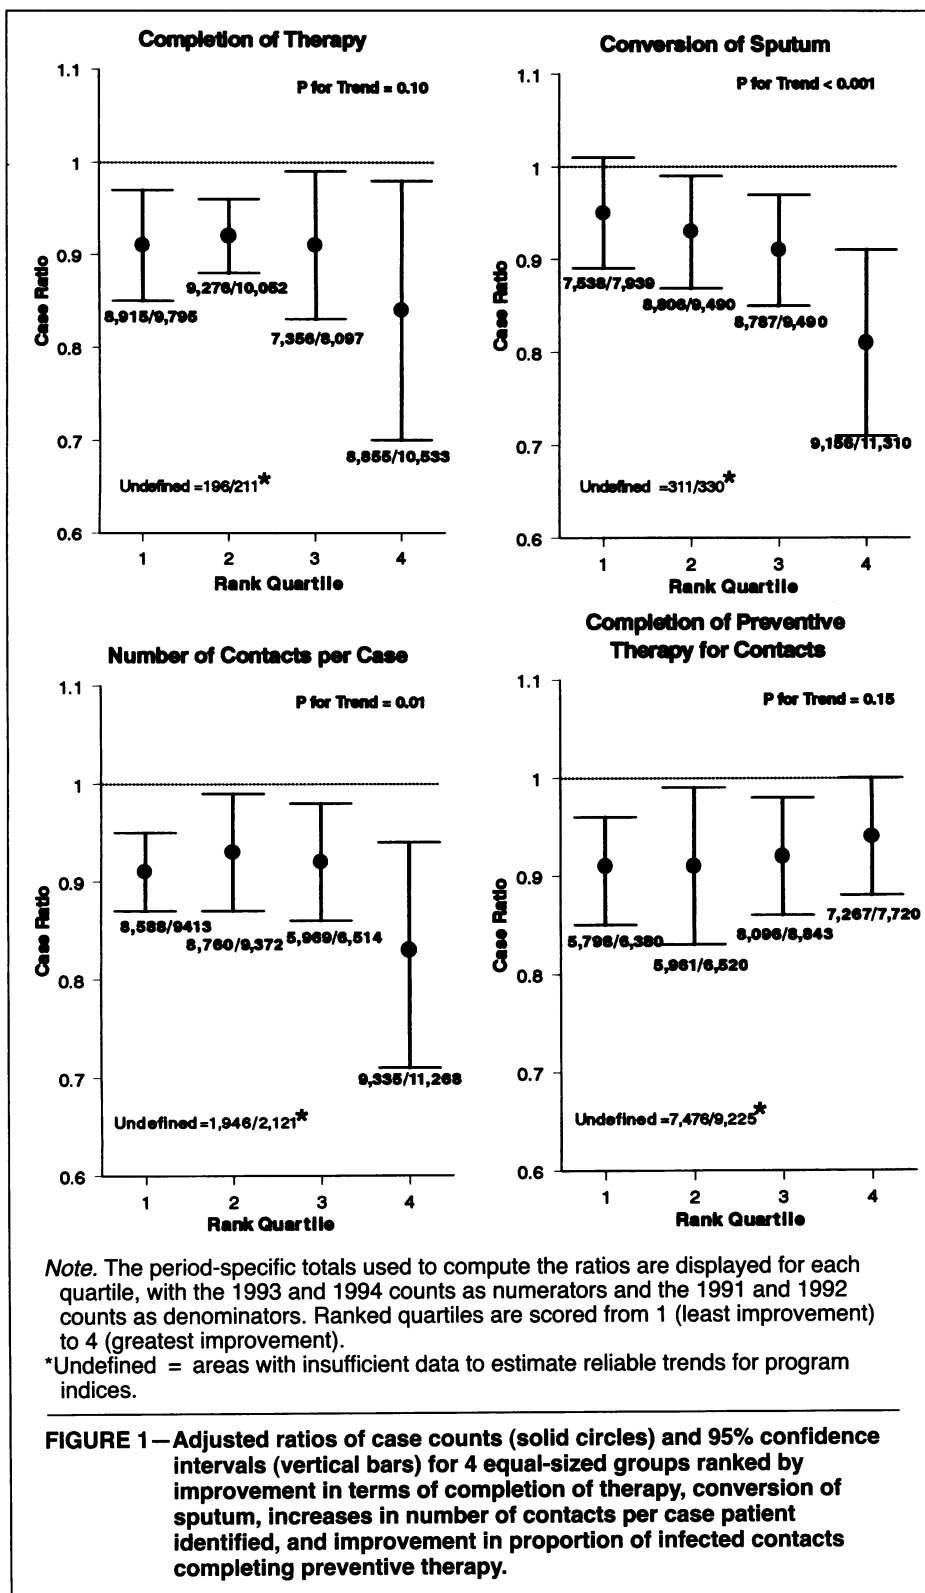 Completion of Therapy
1.1
P for Trend = 0.10
1
0.9
0.8
0.7
0.6
Case Ratio
8,915/9,795
9,276/10,052
7,356/8,097
8,855/10,533
Undefined =196/211*
1 2 3 4
Rank Quartile
Conversion of Sputum
1.1
P for Trend < 0.001
1
0.9
0.8
0.7
0.6
Case Ratio
7,538/7,939
8,806/9,490
8,787/9,490
9,156/11,310
Undefined =311/330*
1 2 3 4
Rank Quartile
Number of Contacts per Case
1.1
P for Trend = 0.01
1
0.9
0.8
0.7
0.6
Case Ratio
8,588/9413
8,760/9,372
5,969/6,514
9,335/11,268
Undefined =1,946/2,121*
1 2 3 4
Rank Quartile
Completion of Preventive
Therapy for Contacts
1.1
P for Trend = 0.15
1
0.9
0.8
0.7
0.6
Case Ratio
5,796/6,380
5,961/6,520
8,096/8,843
7,267/7,720
Undefined =7,476/9,225*
1 2 3 4
Rank Quartile
Note. The period-specific totals used to compute the ratios are displayed for each
quartile, with the 1993 and 1994 counts as numerators and the 1991 and 1992
counts as denominators. Ranked quartiles are scored from 1 (least improvement)
to 4 (greatest improvement).
*Undefined = areas with insufficient data to estimate reliable trends for program
indices.
FIGURE 1—Adjusted ratios of case counts (solid circles) and 95% confidence
intervals (vertical bars) for 4 equal-sized groups ranked by
improvement in terms of completion of therapy, conversion of
sputum, increases in number of contacts per case patient
identified, and improvement in proportion of infected contacts
completing preventive therapy.